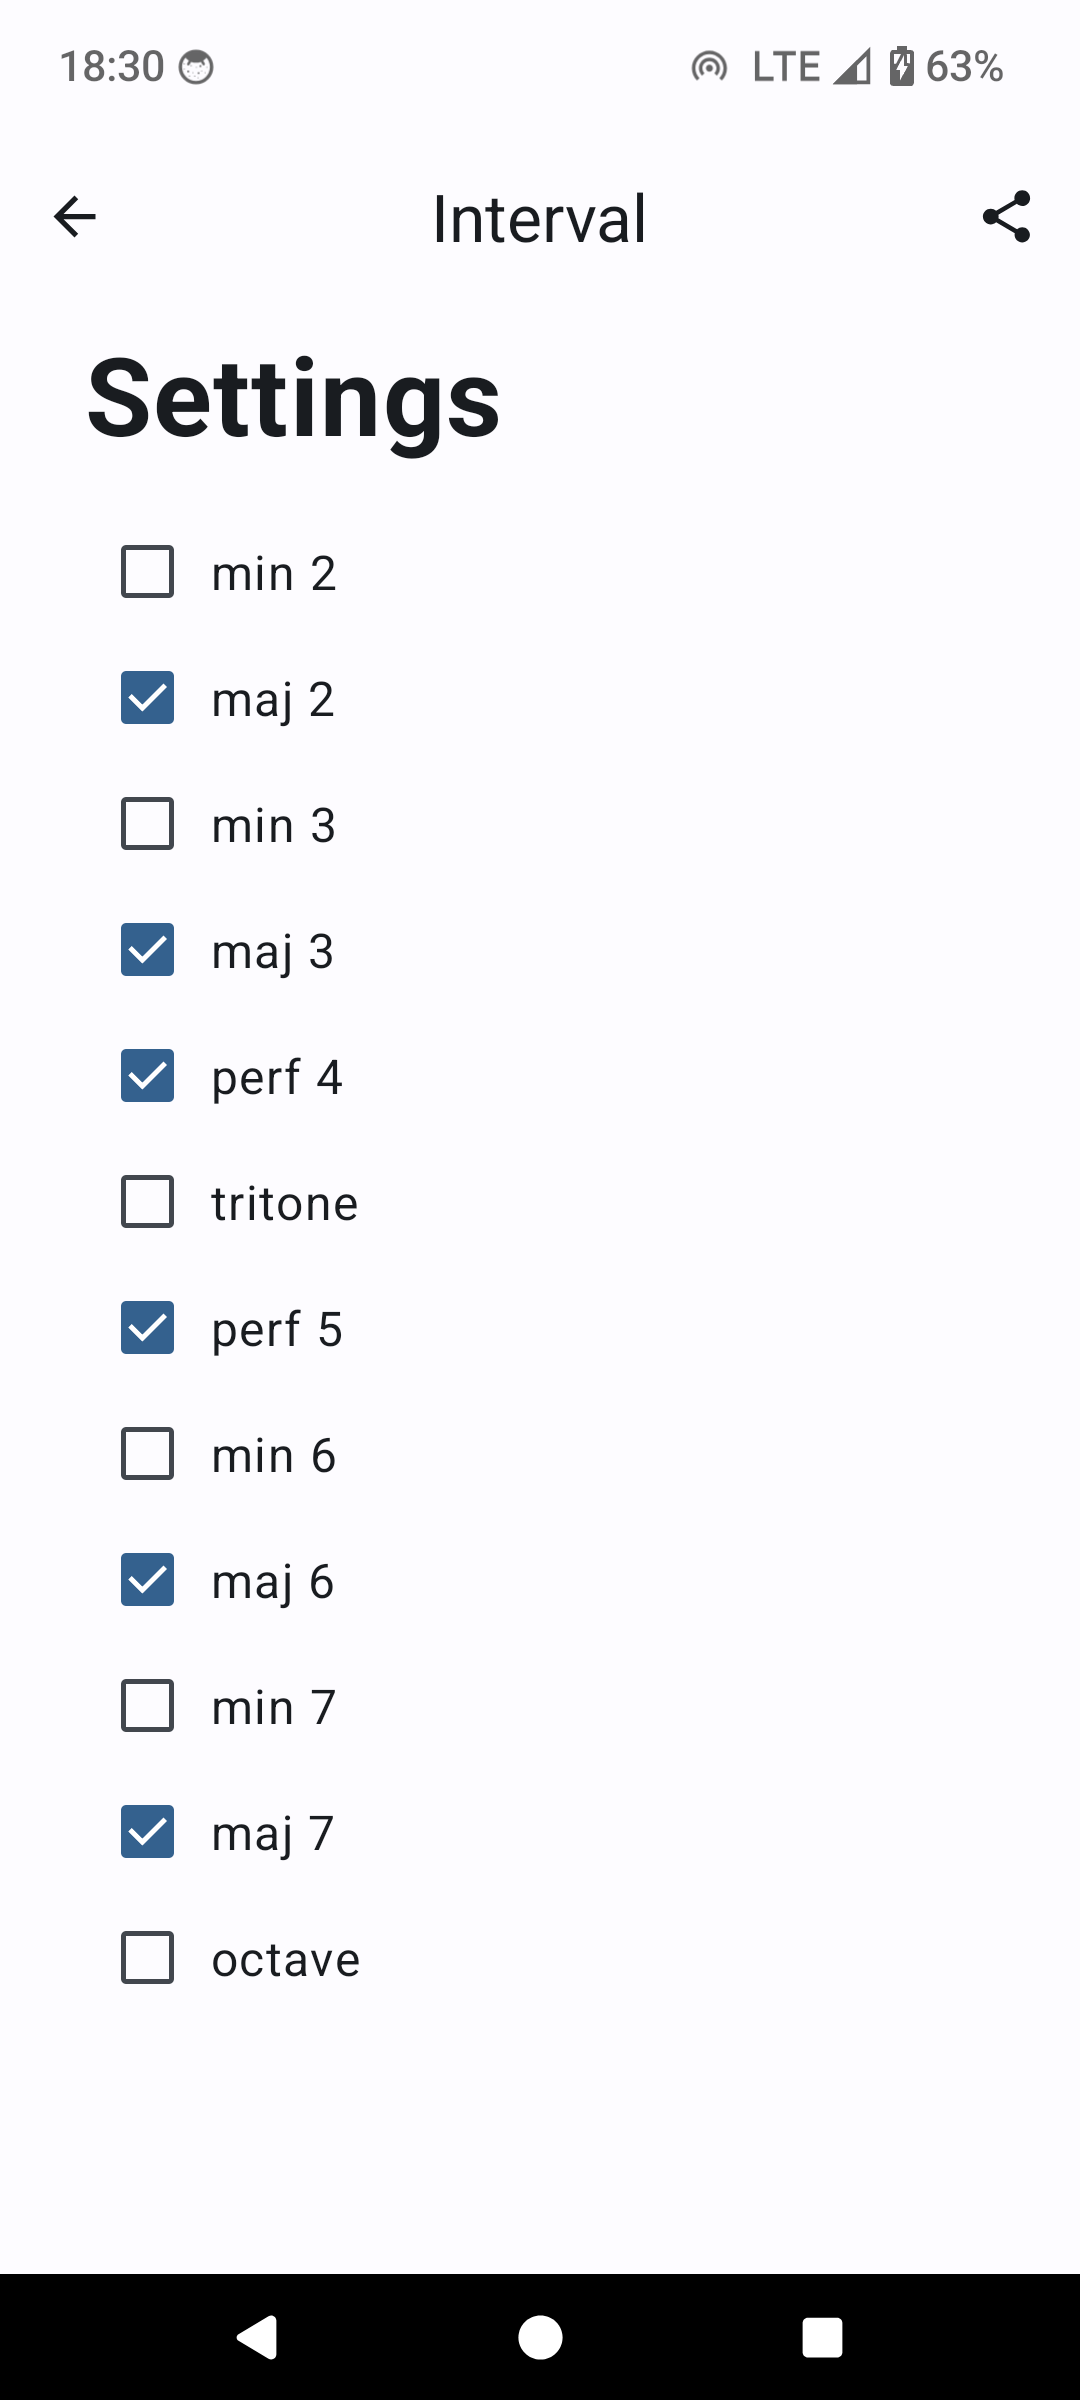 18:30 LTE 63%
Interval
Settings
min 2
maj 2
min 3
maj 3
perf 4
tritone
perf 5
min 6
maj 6
min 7
maj 7
octave